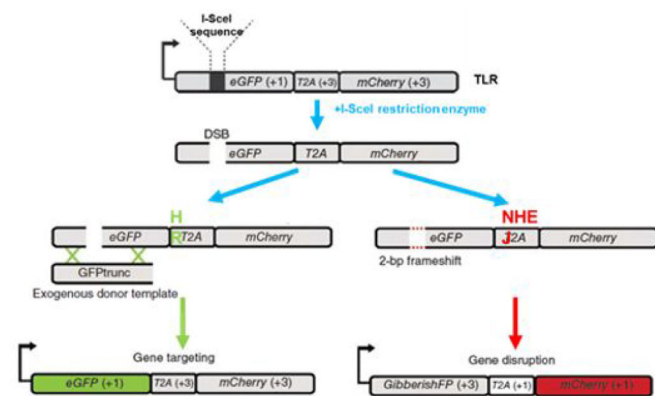 I-SceI
sequence
eGFP (+1) T2A (+3) mCherry (+3)
TLR
+I-SceI restriction enzyme
DSB
eGFP T2A mCherry
H
R
eGFP T2A mCherry
GFPtrunc
Exogenous donor template
NHE
J
eGFP T2A mCherry
2-bp frameshift
Gene targeting
eGFP (+1) T2A (+3) mCherry (+3)
Gene disruption
GibberishFP (+3) T2A (+1) mCherry (+1)